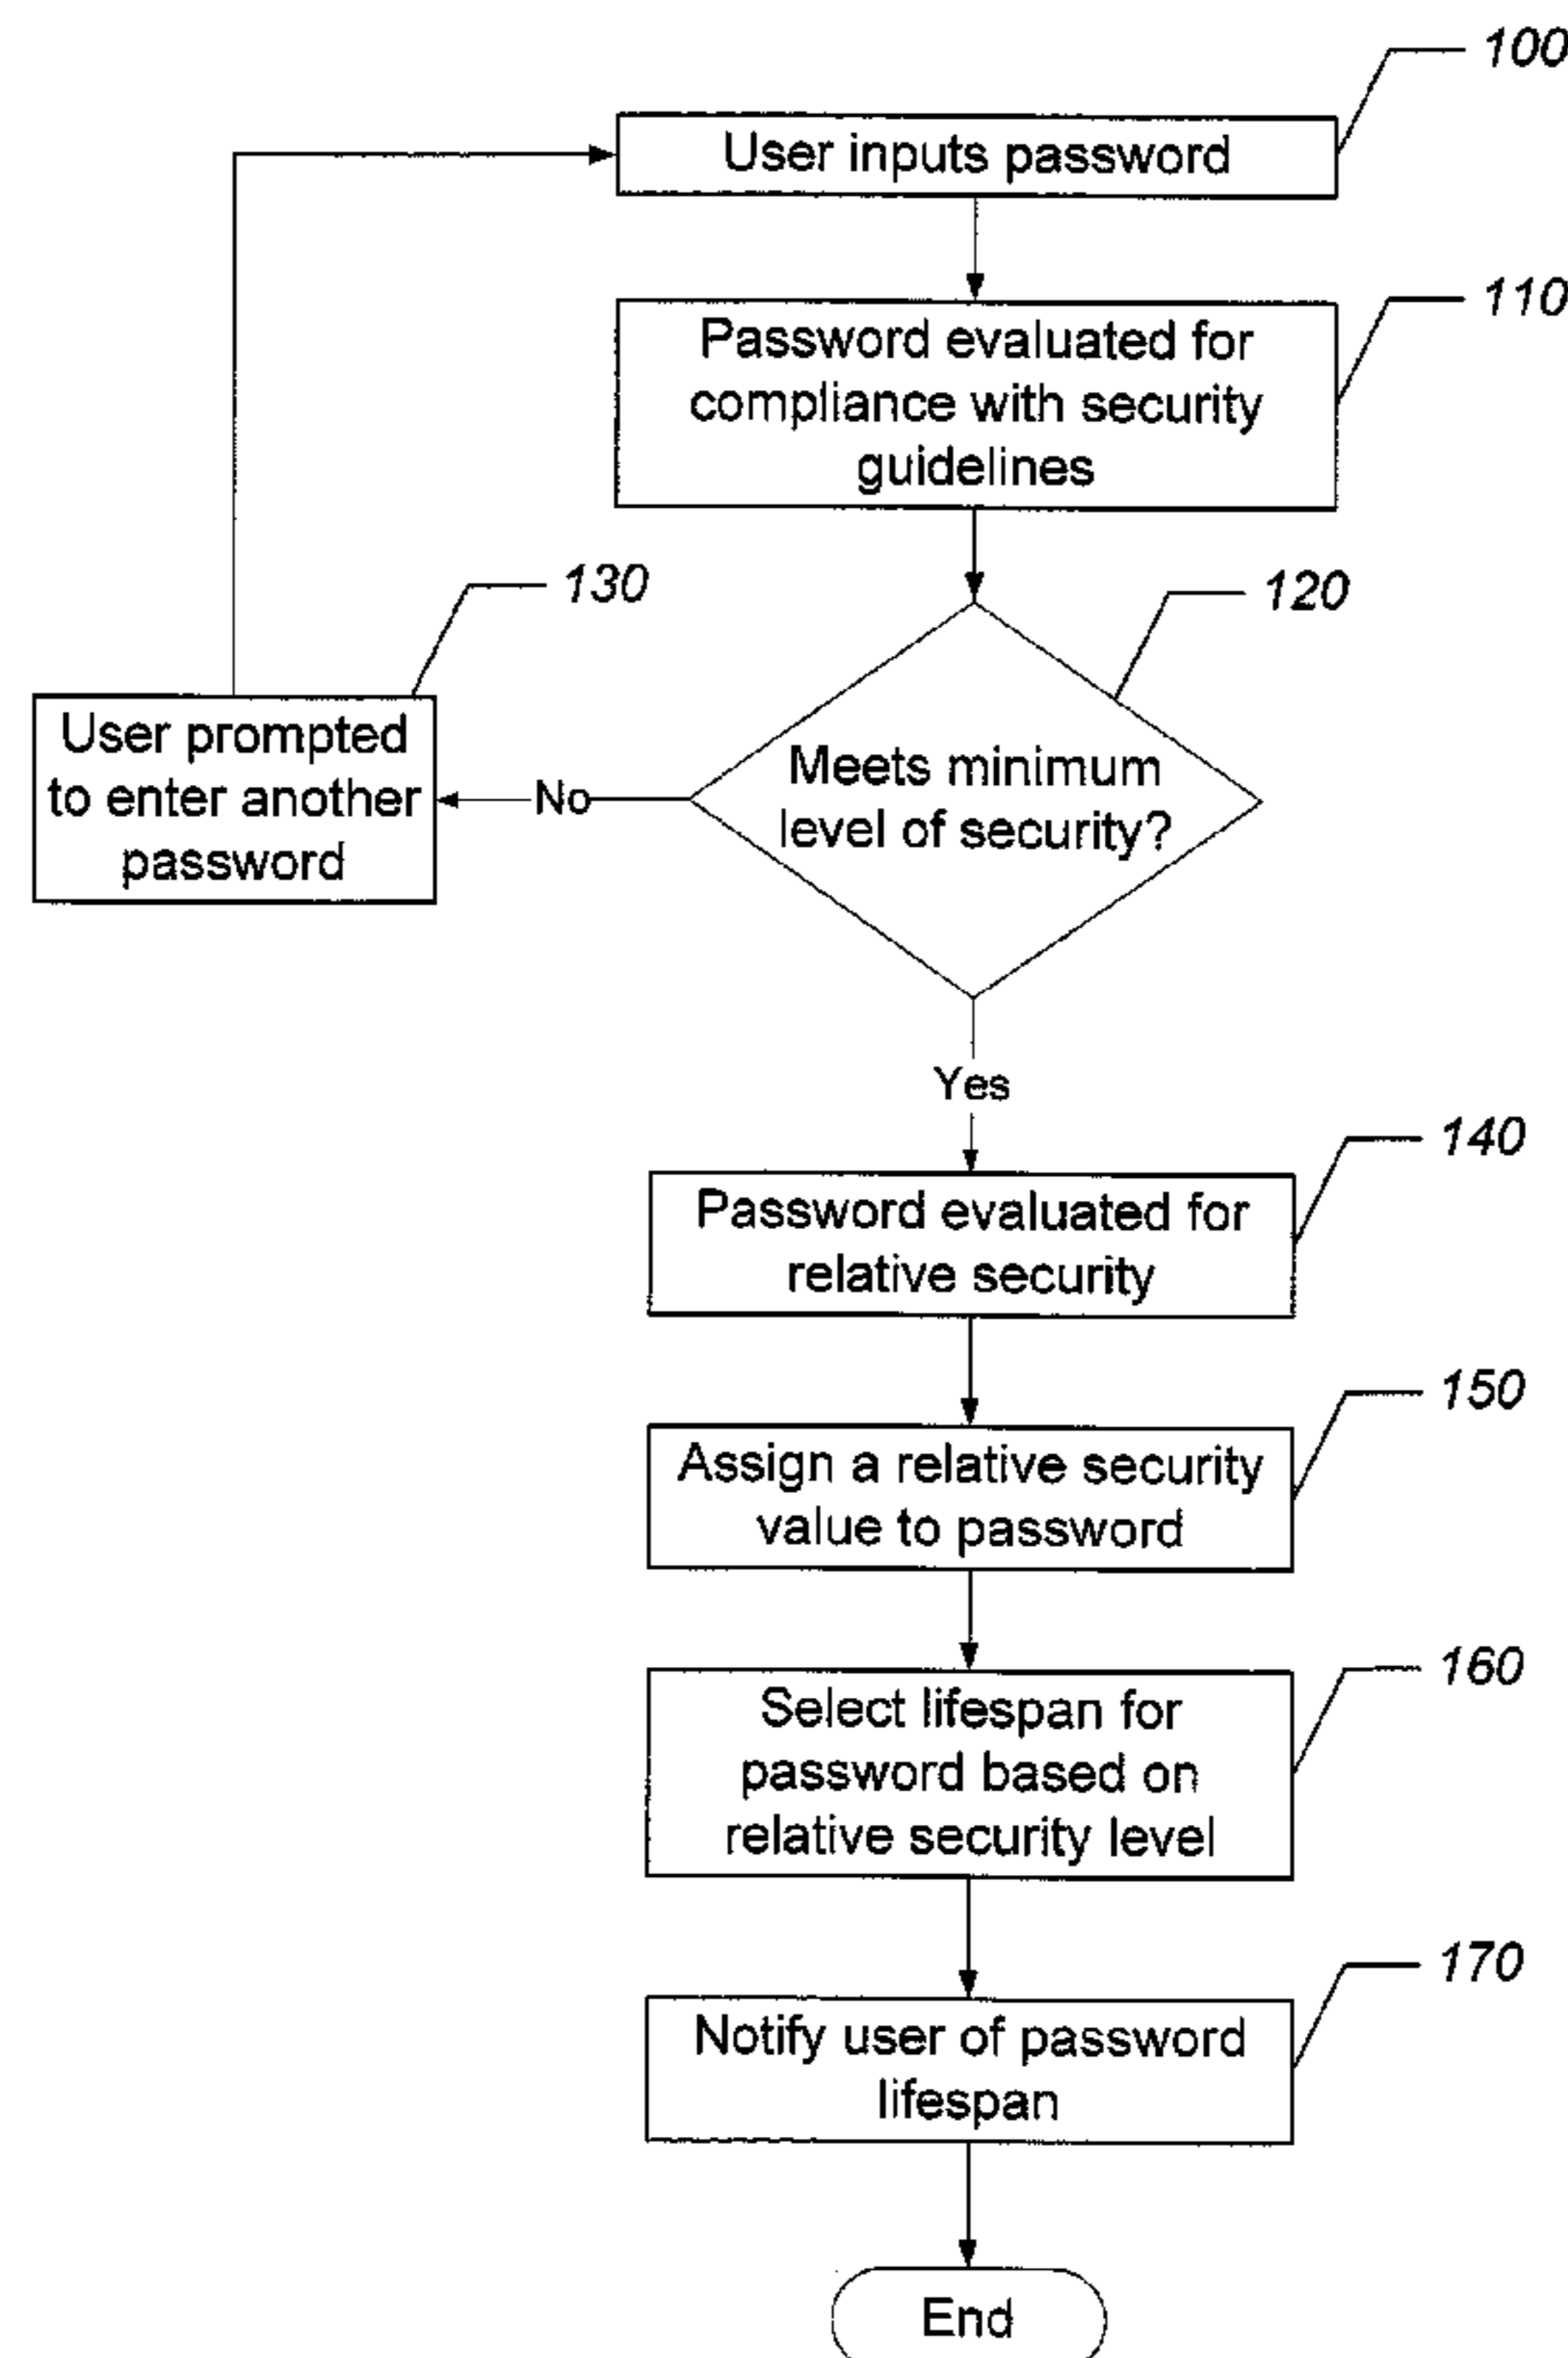 100
User inputs password
110
Password evaluated for
compliance with security
guidelines
130
120
User prompted
to enter another
password
No
Meets minimum
level of security?
Yes
140
Password evaluated for
relative security
150
Assign a relative security
value to password
160
Select lifespan for
password based on
relative security level
170
Notify user of password
lifespan
End